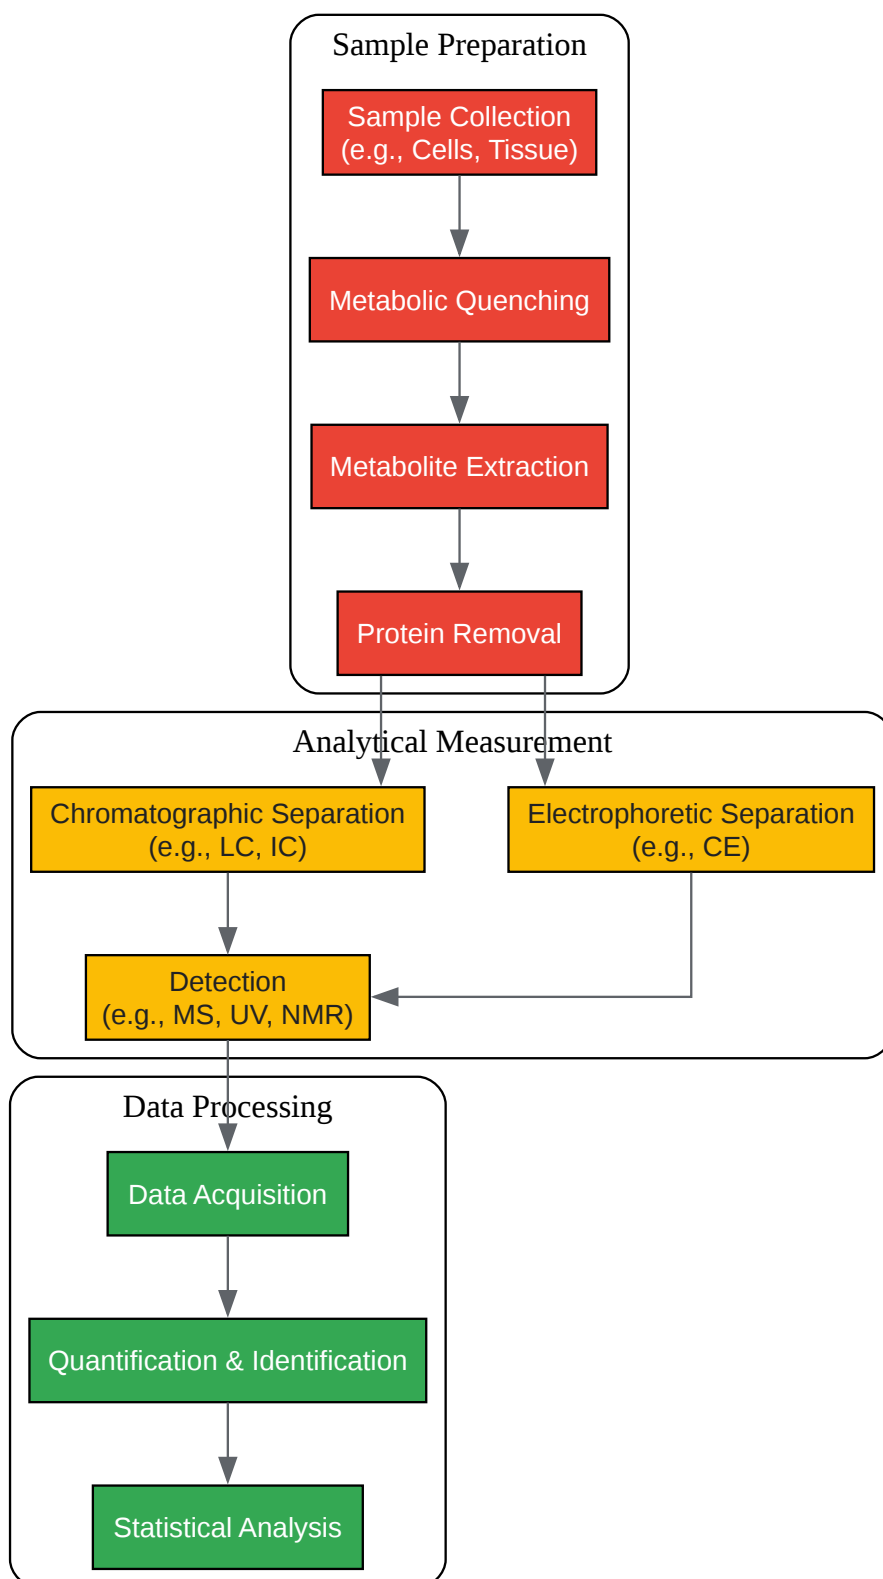 Sample Preparation
Sample Collection
(e.g., Cells, Tissue)
Metabolic Quenching
Metabolite Extraction
Protein Removal
Analytical Measurement
Chromatographic Separation
(e.g., LC, IC)
Electrophoretic Separation
(e.g., CE)
Detection
(e.g., MS, UV, NMR)
Data Processing
Data Acquisition
Quantification & Identification
Statistical Analysis